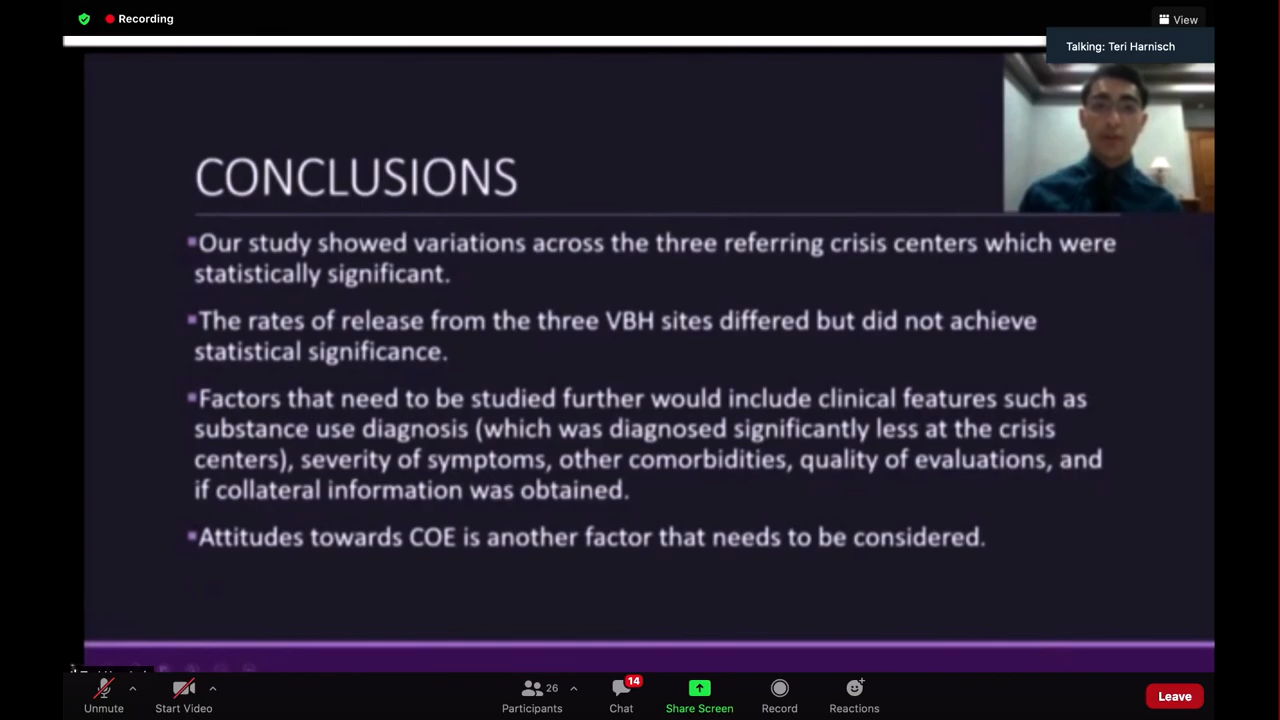 Recording
View
Talking: Teri Harnisch
CONCLUSIONS
▪Our study showed variations across the three referring crisis centers which were
statistically significant.
▪The rates of release from the three VBH sites differed but did not achieve
statistical significance.
▪Factors that need to be studied further would include clinical features such as
substance use diagnosis (which was diagnosed significantly less at the crisis
centers), severity of symptoms, other comorbidities, quality of evaluations, and
if collateral information was obtained.
▪Attitudes towards COE is another factor that needs to be considered.
26
14
Unmute
Start Video
Participants
Chat
Share Screen
Record
Reactions
Leave